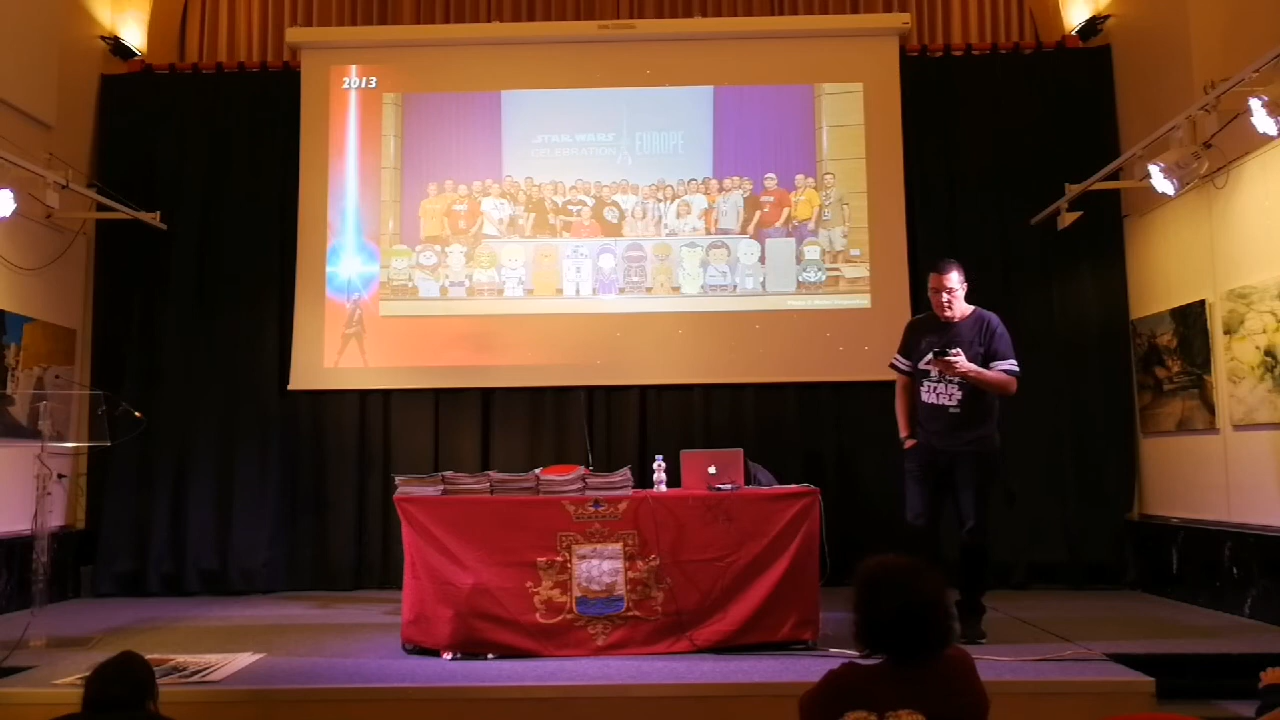 2013
STAR WARS
CELEBRATION
EUROPE
STAR
WARS